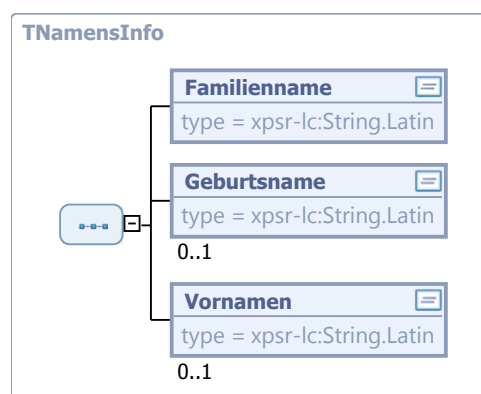 TNamensInfo
Familienname
type = xpsr-lc:String.Latin
Geburtsname
type = xpsr-lc:String.Latin
0..1
Vornamen
type = xpsr-lc:String.Latin
0..1